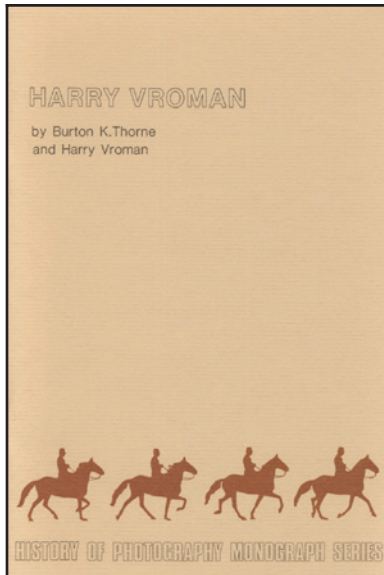 HARRY VROMAN
by Burton K.Thorne
and Harry Vroman
HISTORY OF PHOTOGRAPHY MONOGRAPH SERIES